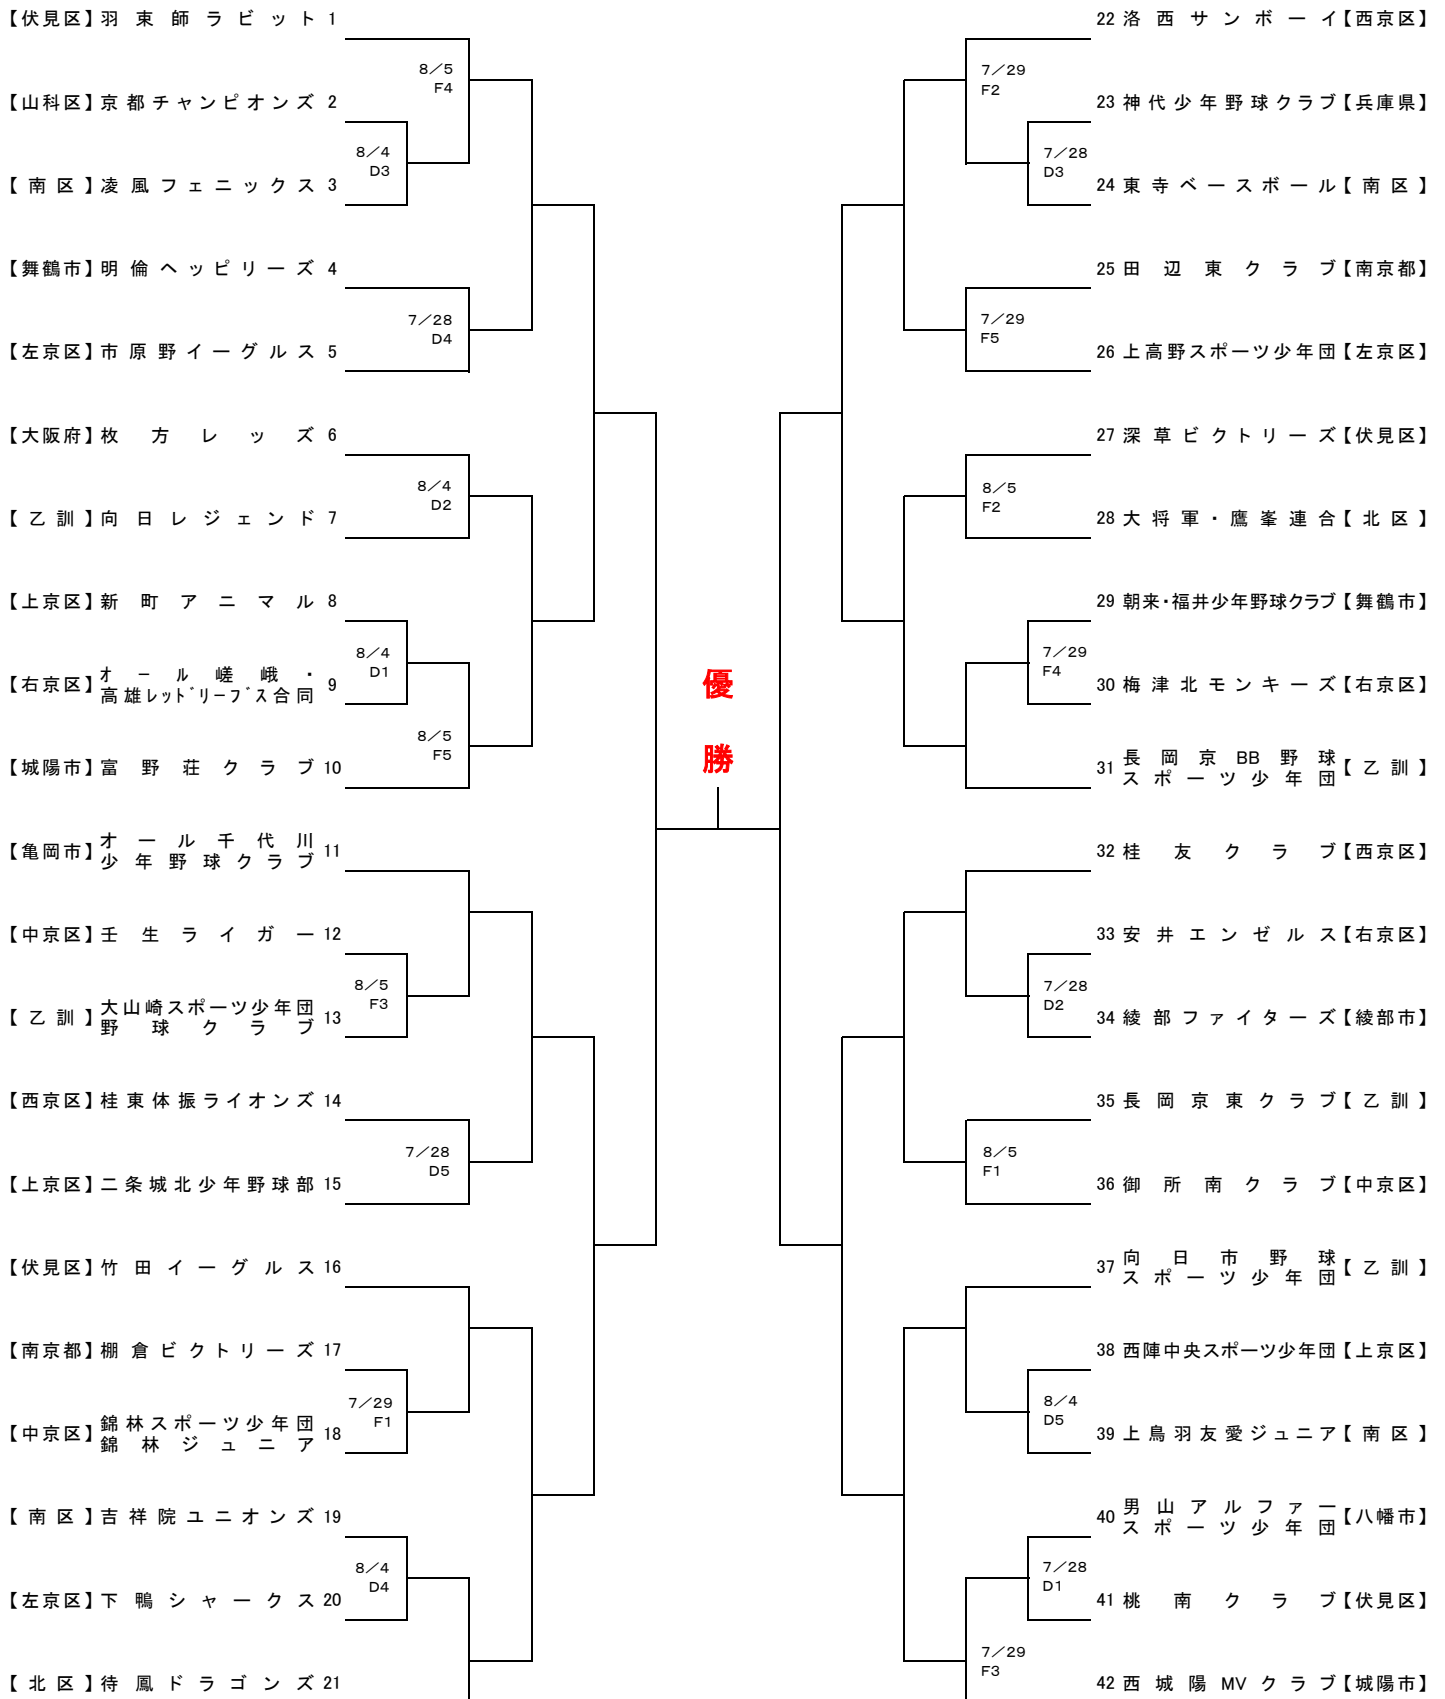 【伏見区】羽束師ラビット 1
8／5
F4
【山科区】京都チャンピオンズ 2
8／4
D3
【南区】凌風フェニックス 3
【舞鶴市】明倫ヘッピリーズ 4
7／28
D4
【左京区】市原野イーグルス 5
【大阪府】枚方レッズ 6
8／4
D2
【乙訓】向日レジェンド 7
【上京区】新町アニマル 8
8／4
D1
【右京区】オール嵯峨・
高雄レッドリーブス合同 9
8／5
F5
【城陽市】富野荘クラブ 10
【亀岡市】オール千代川
少年野球クラブ 11
【中京区】壬生ライガー 12
8／5
F3
【乙訓】大山崎スポーツ少年団
野球クラブ 13
【西京区】桂東体振ライオンズ 14
7／28
D5
【上京区】二条城北少年野球部 15
【伏見区】竹田イーグルス 16
【南京都】棚倉ビクトリーズ 17
7／29
F1
【中京区】錦林スポーツ少年団
錦林ジュニア 18
【南区】吉祥院ユニオンズ 19
8／4
D4
【左京区】下鴨シャークス 20
【北区】待鳳ドラゴンズ 21
優
勝
22 洛西サンボーイ【西京区】
7／29
F2
23 神代少年野球クラブ【兵庫県】
7／28
D3
24 東寺ベースボール【南区】
25 田辺東クラブ【南京都】
7／29
F5
26 上高野スポーツ少年団【左京区】
27 深草ビクトリーズ【伏見区】
8／5
F2
28 大将軍・鷹峯連合【北区】
29 朝来・福井少年野球クラブ【舞鶴市】
7／29
F4
30 梅津北モンキーズ【右京区】
31 長岡京BB野球
スポーツ少年団【乙訓】
32 桂友クラブ【西京区】
33 安井エンゼルス【右京区】
7／28
D2
34 綾部ファイターズ【綾部市】
35 長岡京東クラブ【乙訓】
8／5
F1
36 御所南クラブ【中京区】
37 向日市野球
スポーツ少年団【乙訓】
38 西陣中央スポーツ少年団【上京区】
8／4
D5
39 上鳥羽友愛ジュニア【南区】
40 男山アルファー
スポーツ少年団【八幡市】
7／28
D1
41 桃南クラブ【伏見区】
7／29
F3
42 西城陽MVクラブ【城陽市】